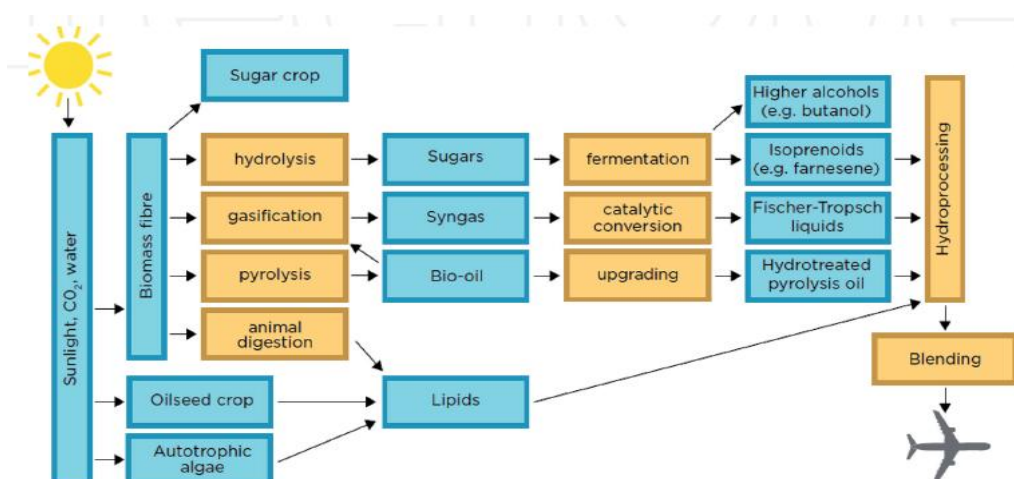 Sugar crop
Higher alcohols
(e.g. butanol)
Sunlight, CO₂, water
Biomass fibre
hydrolysis
Sugars
fermentation
Isoprenoids
(e.g. farnesene)
Hydroprocessing
gasification
Syngas
catalytic
conversion
Fischer-Tropsch
liquids
pyrolysis
Bio-oil
upgrading
Hydrotreated
pyrolysis oil
animal
digestion
Blending
Oilseed crop
Lipids
Autotrophic
algae